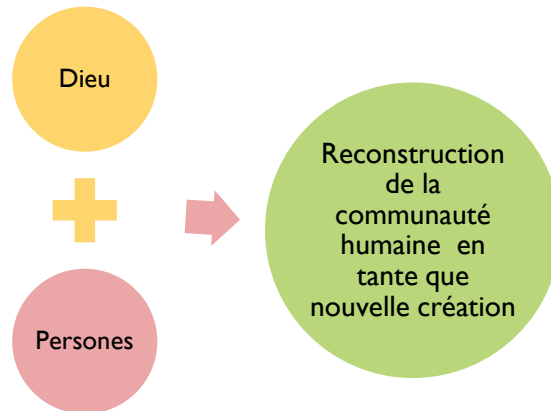 Dieu
Persones
Reconstruction
de la
communauté
humaine en
tante que
nouvelle création